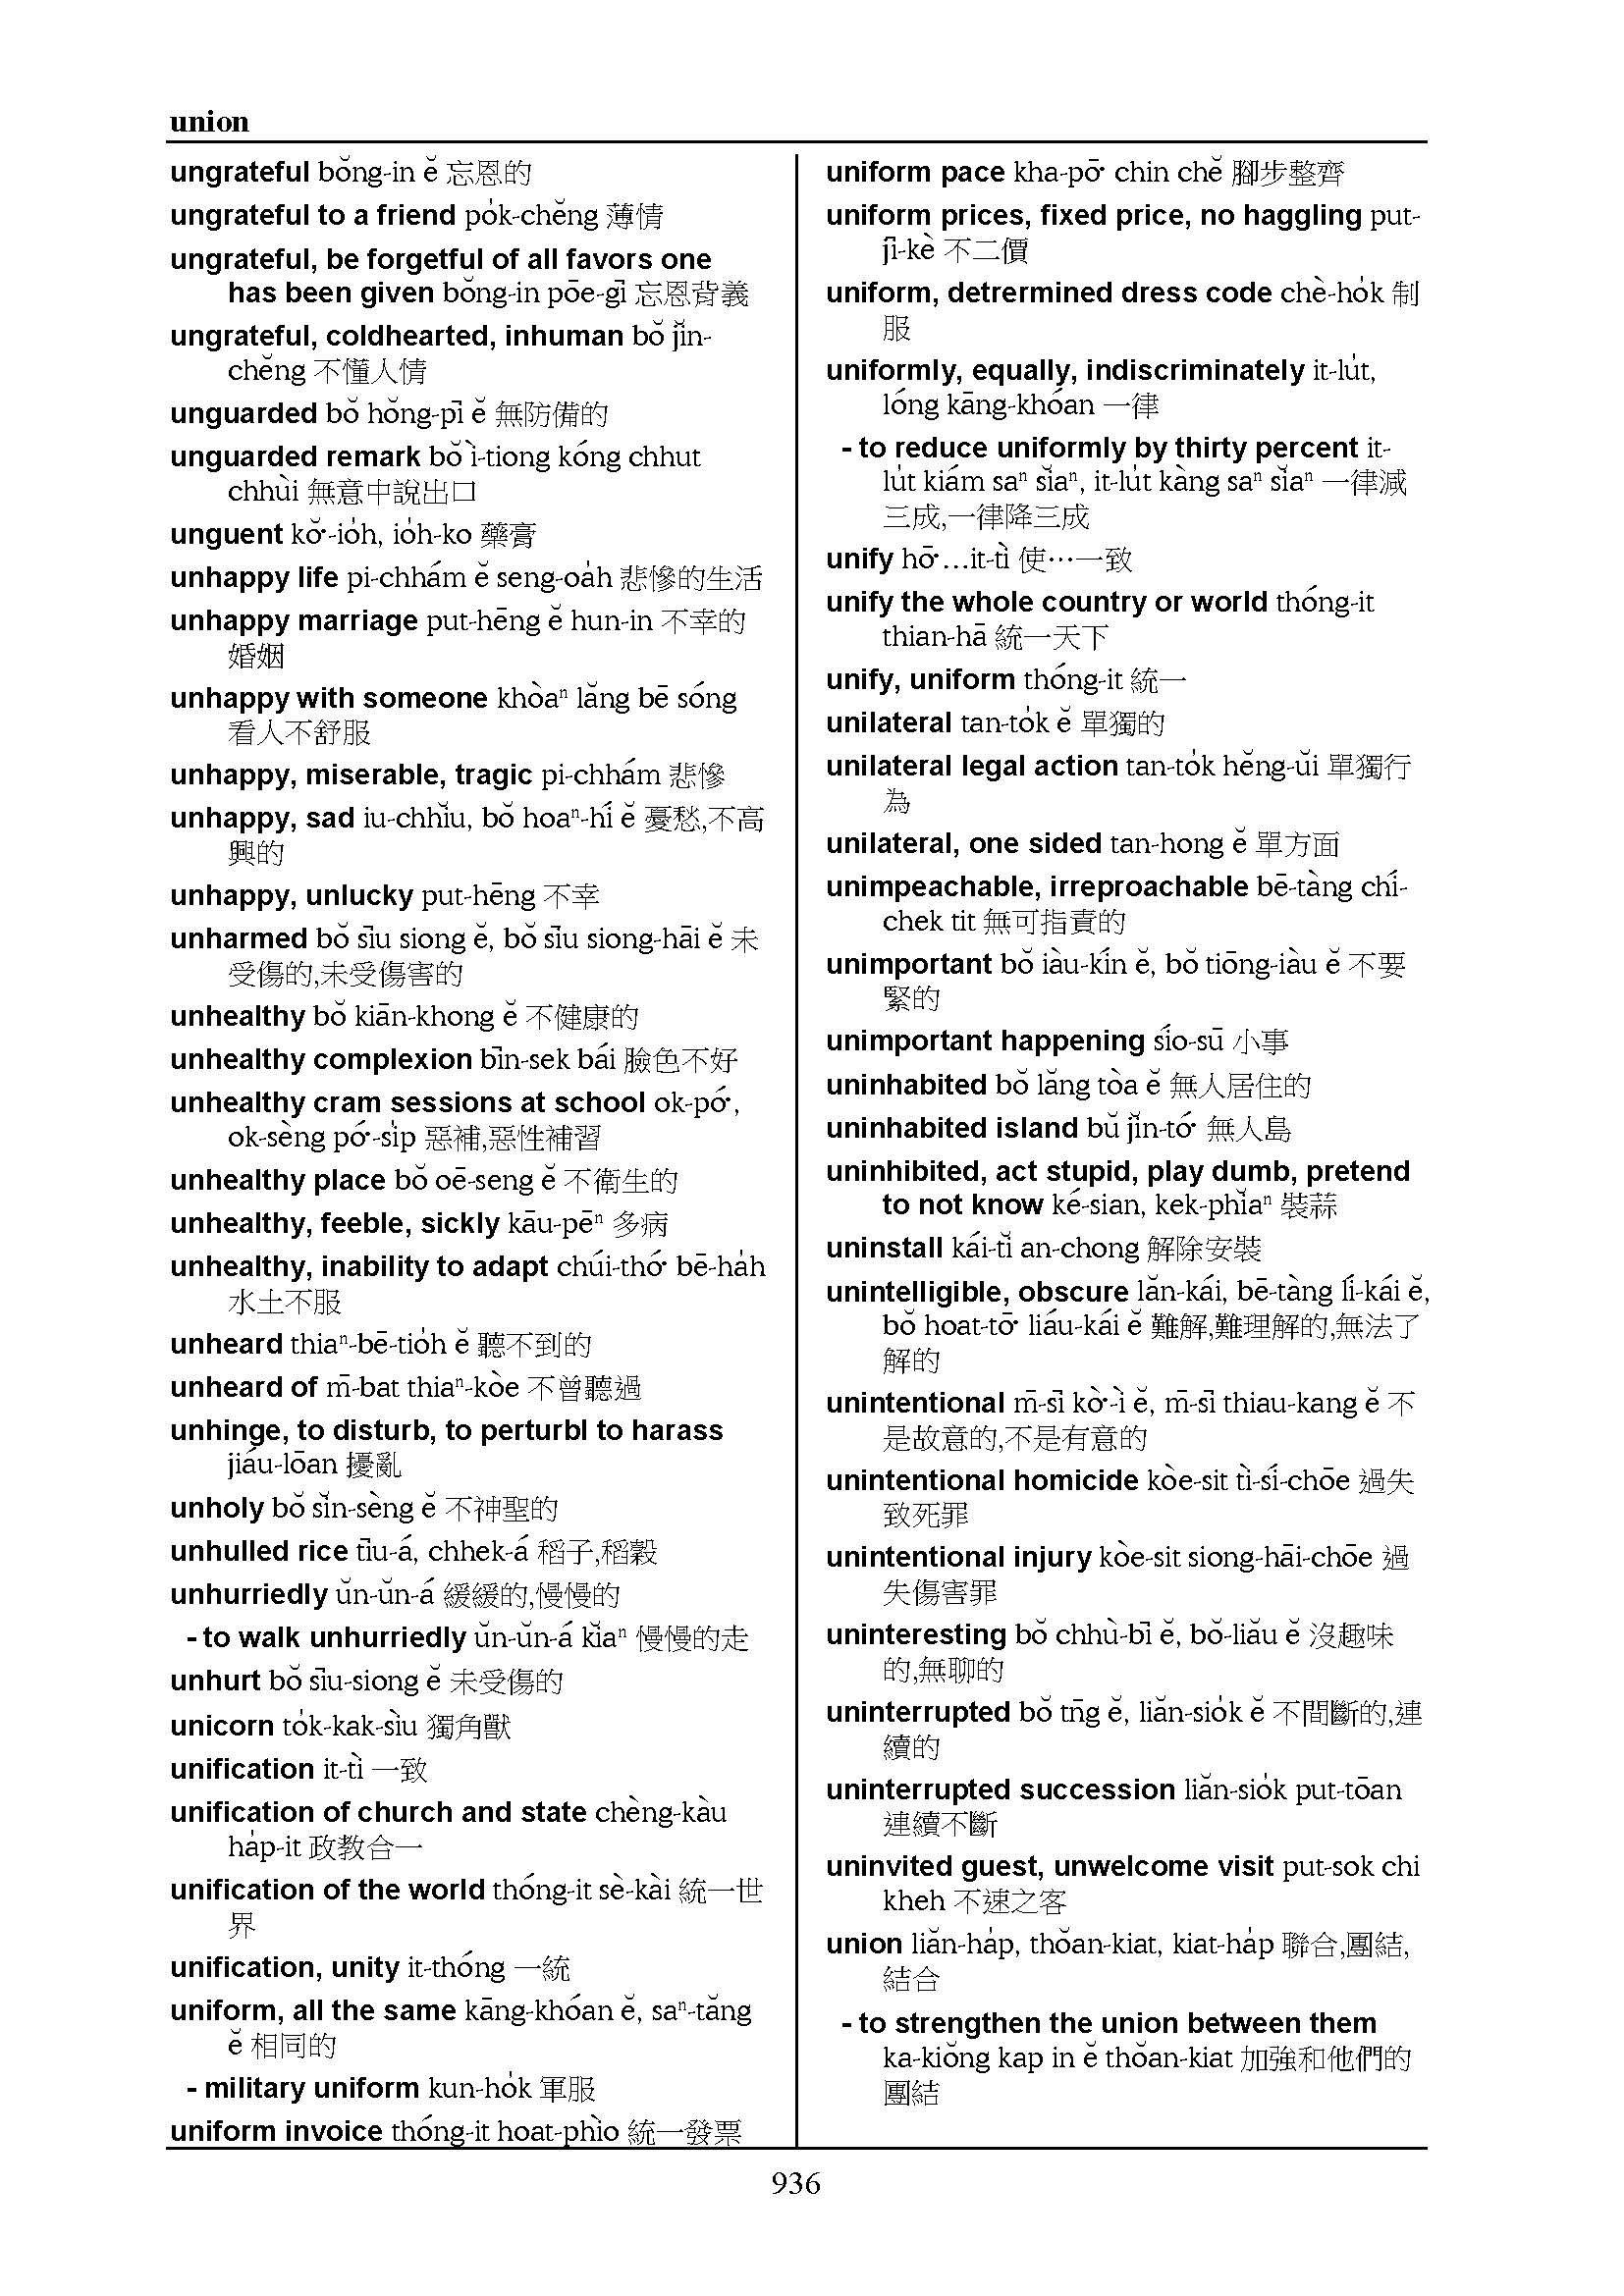 union
ungrateful bŏng-in ĕ 忘恩的
ungrateful to a friend po̍k-chĕng 薄情
ungrateful, be forgetful of all favors one
has been given bŏng-in pōe-gī 忘恩背義
ungrateful, coldhearted, inhuman bŏ jĭn-
chĕng 不懂人情
unguarded bŏ hŏng-pī ĕ 無防備的
unguarded remark bŏ ì-tiong kóng chhut
chhùi 無意中說出口
unguent kŏ͘-io̍h, io̍h-ko 藥膏
unhappy life pi-chhám ĕ seng-oa̍h 悲慘的生活
unhappy marriage put-hēng ĕ hun-in 不幸的
婚姻
unhappy with someone khòaⁿ lăng bē sóng
看人不舒服
unhappy, miserable, tragic pi-chhám 悲慘
unhappy, sad iu-chhĭu, bŏ hoaⁿ-hí ĕ 憂愁,不高
興的
unhappy, unlucky put-hēng 不幸
unharmed bŏ sīu siong ĕ, bŏ sīu siong-hāi ĕ 未
受傷的,未受傷害的
unhealthy bŏ kiān-khong ĕ 不健康的
unhealthy complexion bīn-sek bái 臉色不好
unhealthy cram sessions at school ok-pó͘,
ok-sèng pó͘-si̍p 惡補,惡性補習
unhealthy place bŏ oē-seng ĕ 不衛生的
unhealthy, feeble, sickly kāu-pēⁿ 多病
unhealthy, inability to adapt chúi-thó͘ bē-ha̍h
水土不服
unheard thiaⁿ-bē-tio̍h ĕ 聽不到的
unheard of m̄-bat thiaⁿ-kòe 不曾聽過
unhinge, to disturb, to perturbl to harass
jiáu-lōan 擾亂
unholy bŏ sĭn-sèng ĕ 不神聖的
unhulled rice tīu-á, chhek-á 稻子,稻穀
unhurriedly ŭn-ŭn-á 緩緩的,慢慢的
- to walk unhurriedly ŭn-ŭn-á kĭaⁿ 慢慢的走
unhurt bŏ sīu-siong ĕ 未受傷的
unicorn to̍k-kak-sìu 獨角獸
unification it-tì 一致
unification of church and state chèng-kàu
ha̍p-it 政教合一
unification of the world thóng-it sè-kài 統一世
界
unification, unity it-thóng 一統
uniform, all the same kāng-khóan ĕ, saⁿ-tăng
ĕ 相同的
- military uniform kun-ho̍k 軍服
uniform invoice thóng-it hoat-phìo 統一發票
uniform pace kha-pō͘ chin chĕ 腳步整齊
uniform prices, fixed price, no haggling put-
jī-kè 不二價
uniform, detrermined dress code chè-ho̍k 制
服
uniformly, equally, indiscriminately it-lu̍t,
lóng kāng-khóan 一律
- to reduce uniformly by thirty percent it-
lu̍t kiám saⁿ sĭaⁿ, it-lu̍t kàng saⁿ sĭaⁿ 一律減
三成,一律降三成
unify hō͘...it-tì 使…一致
unify the whole country or world thóng-it
thian-hā 統一天下
unify, uniform thóng-it 統一
unilateral tan-to̍k ĕ 單獨的
unilateral legal action tan-to̍k hĕng-ŭi 單獨行
為
unilateral, one sided tan-hong ĕ 單方面
unimpeachable, irreproachable bē-tàng chí-
chek tit 無可指責的
unimportant bŏ iàu-kín ĕ, bŏ tiōng-iàu ĕ 不要
緊的
unimportant happening sío-sū 小事
uninhabited bŏ lăng tòa ĕ 無人居住的
uninhabited island bŭ jĭn-tó͘ 無人島
uninhibited, act stupid, play dumb, pretend
to not know ké-sian, kek-phĭaⁿ 裝蒜
uninstall kái-tĭ an-chong 解除安裝
unintelligible, obscure lăn-kái, bē-tàng lí-kái ĕ,
bŏ hoat-tō͘ liáu-kái ĕ 難解,難理解的,無法了
解的
unintentional m̄-sī kò͘-ì ĕ, m̄-sī thiau-kang ĕ 不
是故意的,不是有意的
unintentional homicide kòe-sit tì-sí-chōe 過失
致死罪
unintentional injury kòe-sit siong-hāi-chōe 過
失傷害罪
uninteresting bŏ chhù-bī ĕ, bŏ-liău ĕ 沒趣味
的,無聊的
uninterrupted bŏ tn̄g ĕ, liăn-sio̍k ĕ 不間斷的,連
續的
uninterrupted succession liăn-sio̍k put-tōan
連續不斷
uninvited guest, unwelcome visit put-sok chi
kheh 不速之客
union liăn-ha̍p, thŏan-kiat, kiat-ha̍p 聯合,團結,
結合
- to strengthen the union between them
ka-kiŏng kap in ĕ thŏan-kiat 加強和他們的
團結
936